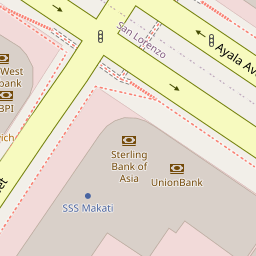 San Lorenzo
Ayala Av
West
bank
BPI
Sterling
Bank of
Asia
UnionBank
SSS Makati